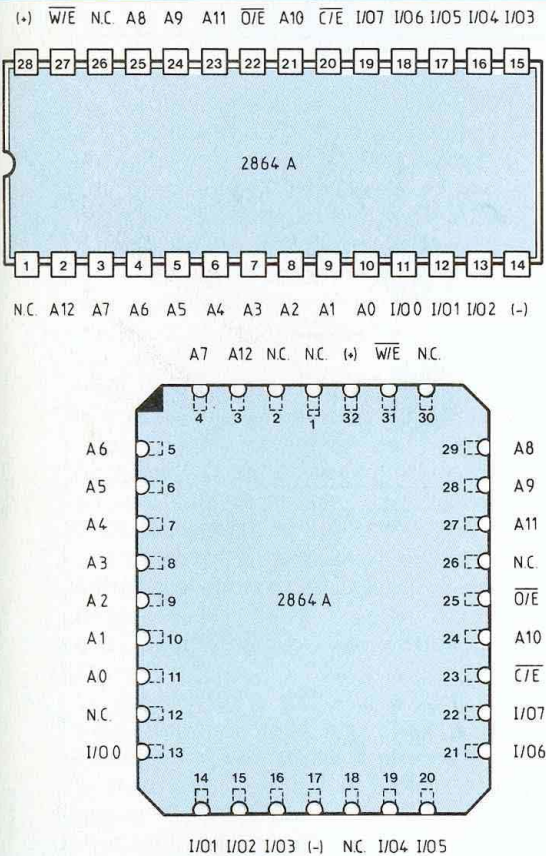 (+) W/E N.C. A8 A9 A11 O/E A10 C/E I/O7 I/O6 I/O5 I/O4 I/O3
28 27 26 25 24 23 22 21 20 19 18 17 16 15
2864 A
1 2 3 4 5 6 7 8 9 10 11 12 13 14
N.C. A12 A7 A6 A5 A4 A3 A2 A1 A0 I/O0 I/O1 I/O2 (-)
A7 A12 N.C. N.C. (+) W/E N.C.
4 3 2 1 32 31 30
A6 5 29 A8
A5 6 28 A9
A4 7 27 A11
A3 8 26 N.C.
A2 9 2864 A 25 O/E
A1 10 24 A10
A0 11 23 C/E
N.C. 12 22 I/O7
I/O0 13 21 I/O6
14 15 16 17 18 19 20
I/O1 I/O2 I/O3 (-) N.C. I/O4 I/O5